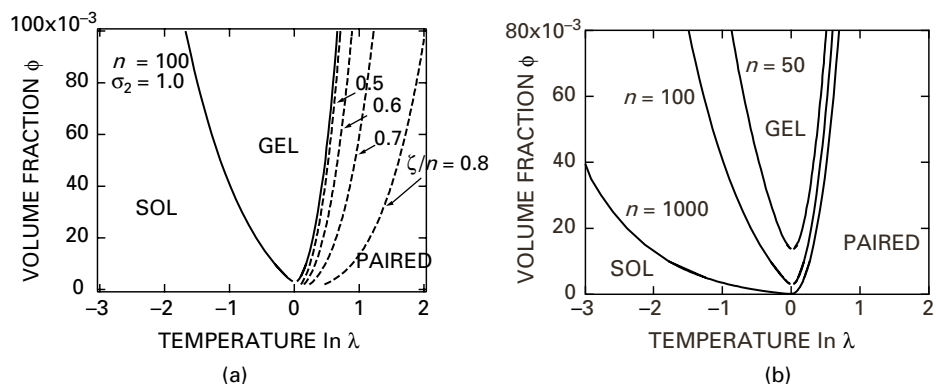 100x10⁻³
n = 100
σ₂ = 1.0
80
60
40
20
0
VOLUME FRACTION ϕ
SOL
GEL
0.5
0.6
0.7
ζ/n = 0.8
PAIRED
−3 −2 −1 0 1 2
TEMPERATURE ln λ
(a)
80x10⁻³
60
40
20
0
VOLUME FRACTION ϕ
n = 50
n = 100
GEL
n = 1000
PAIRED
SOL
−3 −2 −1 0 1 2
TEMPERATURE ln λ
(b)